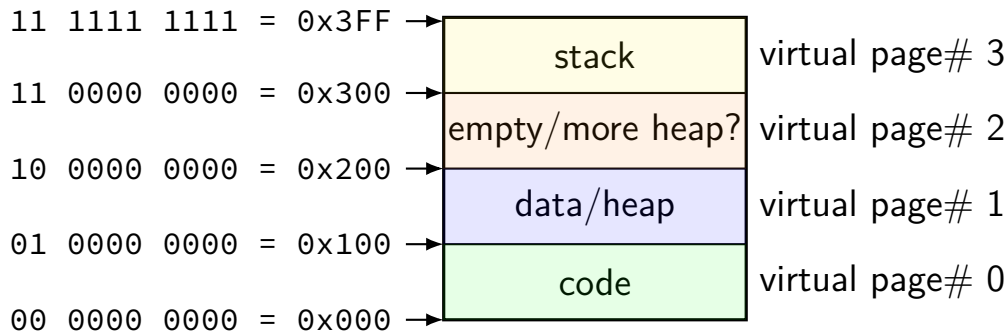 11 1111 1111 = 0x3FF
stack
virtual page# 3
11 0000 0000 = 0x300
empty/more heap?
virtual page# 2
10 0000 0000 = 0x200
data/heap
virtual page# 1
01 0000 0000 = 0x100
code
virtual page# 0
00 0000 0000 = 0x000